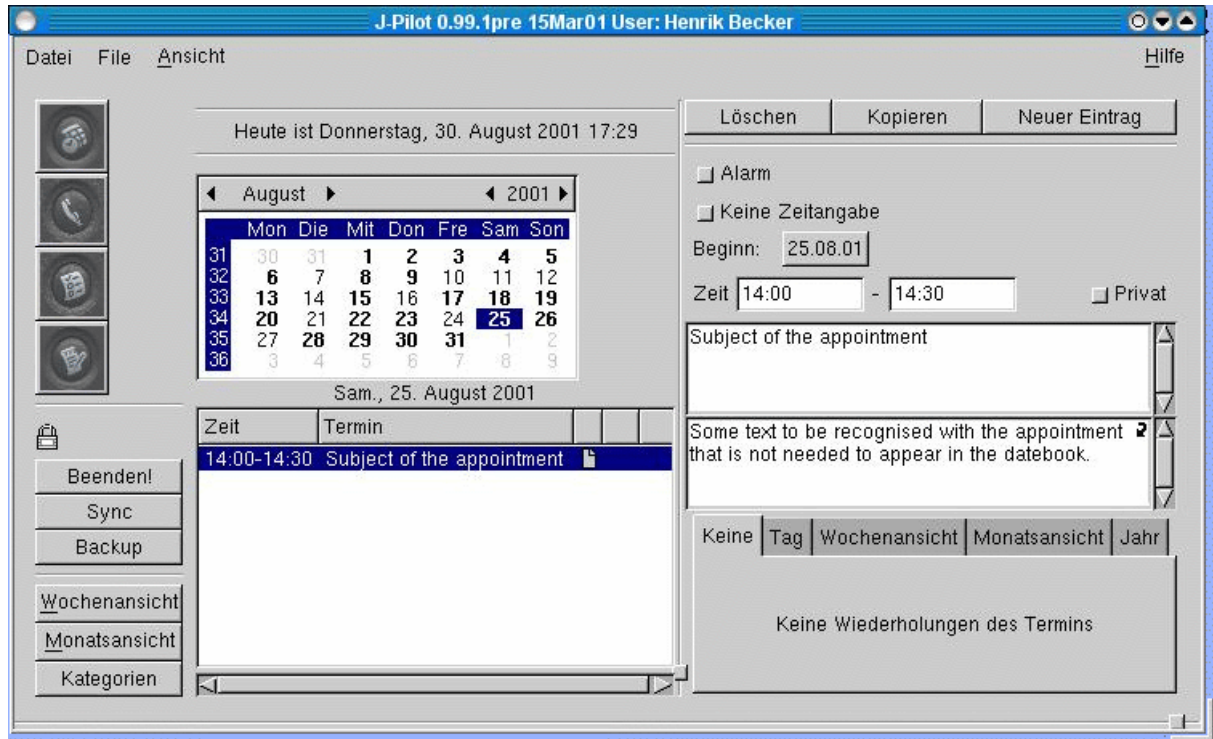 J-Pilot 0.99.1pre 15Mar01 User: Henrik Becker
Datei File Ansicht Hilfe
Heute ist Donnerstag, 30. August 2001 17:29
August 2001
Mon Die Mit Don Fre Sam Son
31 30 31 1 2 3 4 5
32 6 7 8 9 10 11 12
33 13 14 15 16 17 18 19
34 20 21 22 23 24 25 26
35 27 28 29 30 31 1 2
36 3 4 5 6 7 8 9
Sam., 25. August 2001
Zeit Termin
14:00-14:30 Subject of the appointment
Beenden!
Sync
Backup
Wochenansicht
Monatsansicht
Kategorien
Löschen Kopieren Neuer Eintrag
Alarm
Keine Zeitangabe
Beginn: 25.08.01
Zeit 14:00 - 14:30 Privat
Subject of the appointment
Some text to be recognised with the appointment
that is not needed to appear in the datebook.
Keine Tag Wochenansicht Monatsansicht Jahr
Keine Wiederholungen des Termins